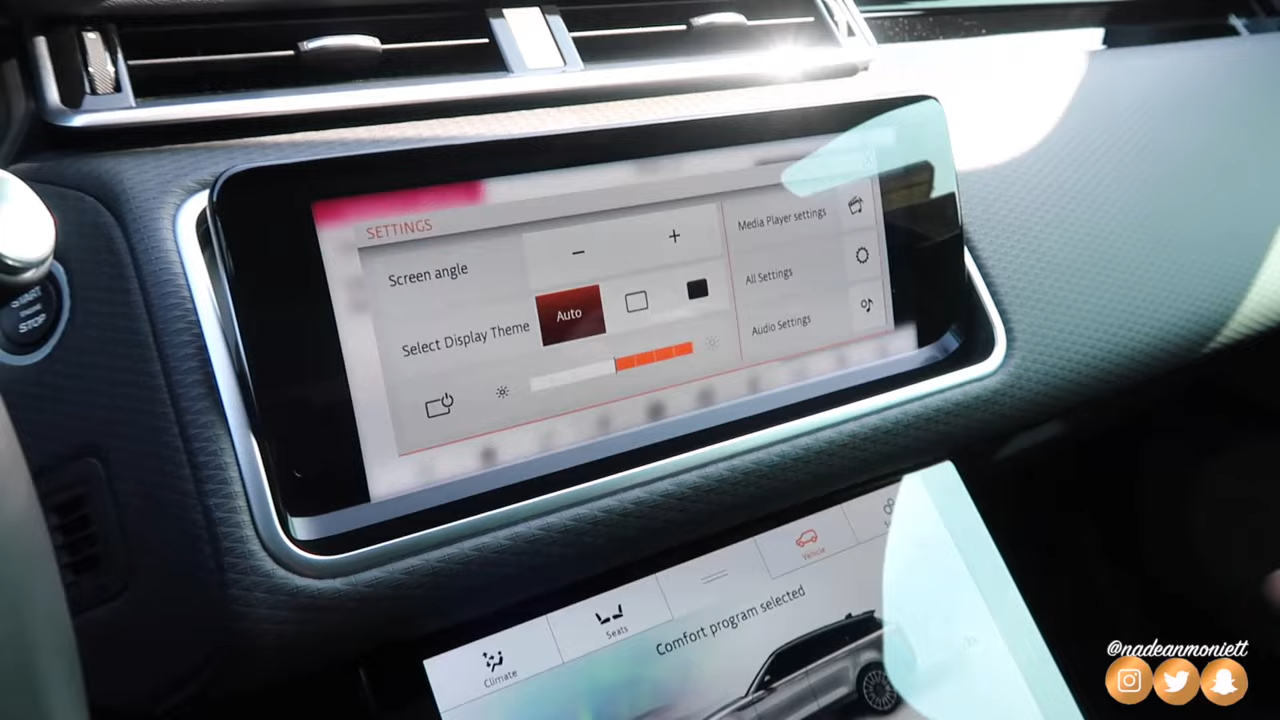 SETTINGS
Screen angle
−
+
Media Player settings
All Settings
Select Display Theme
Auto
Audio Settings
START
ENGINE
STOP
Climate
Seats
Vehicle
Comfort program selected
@nadeanmoniett